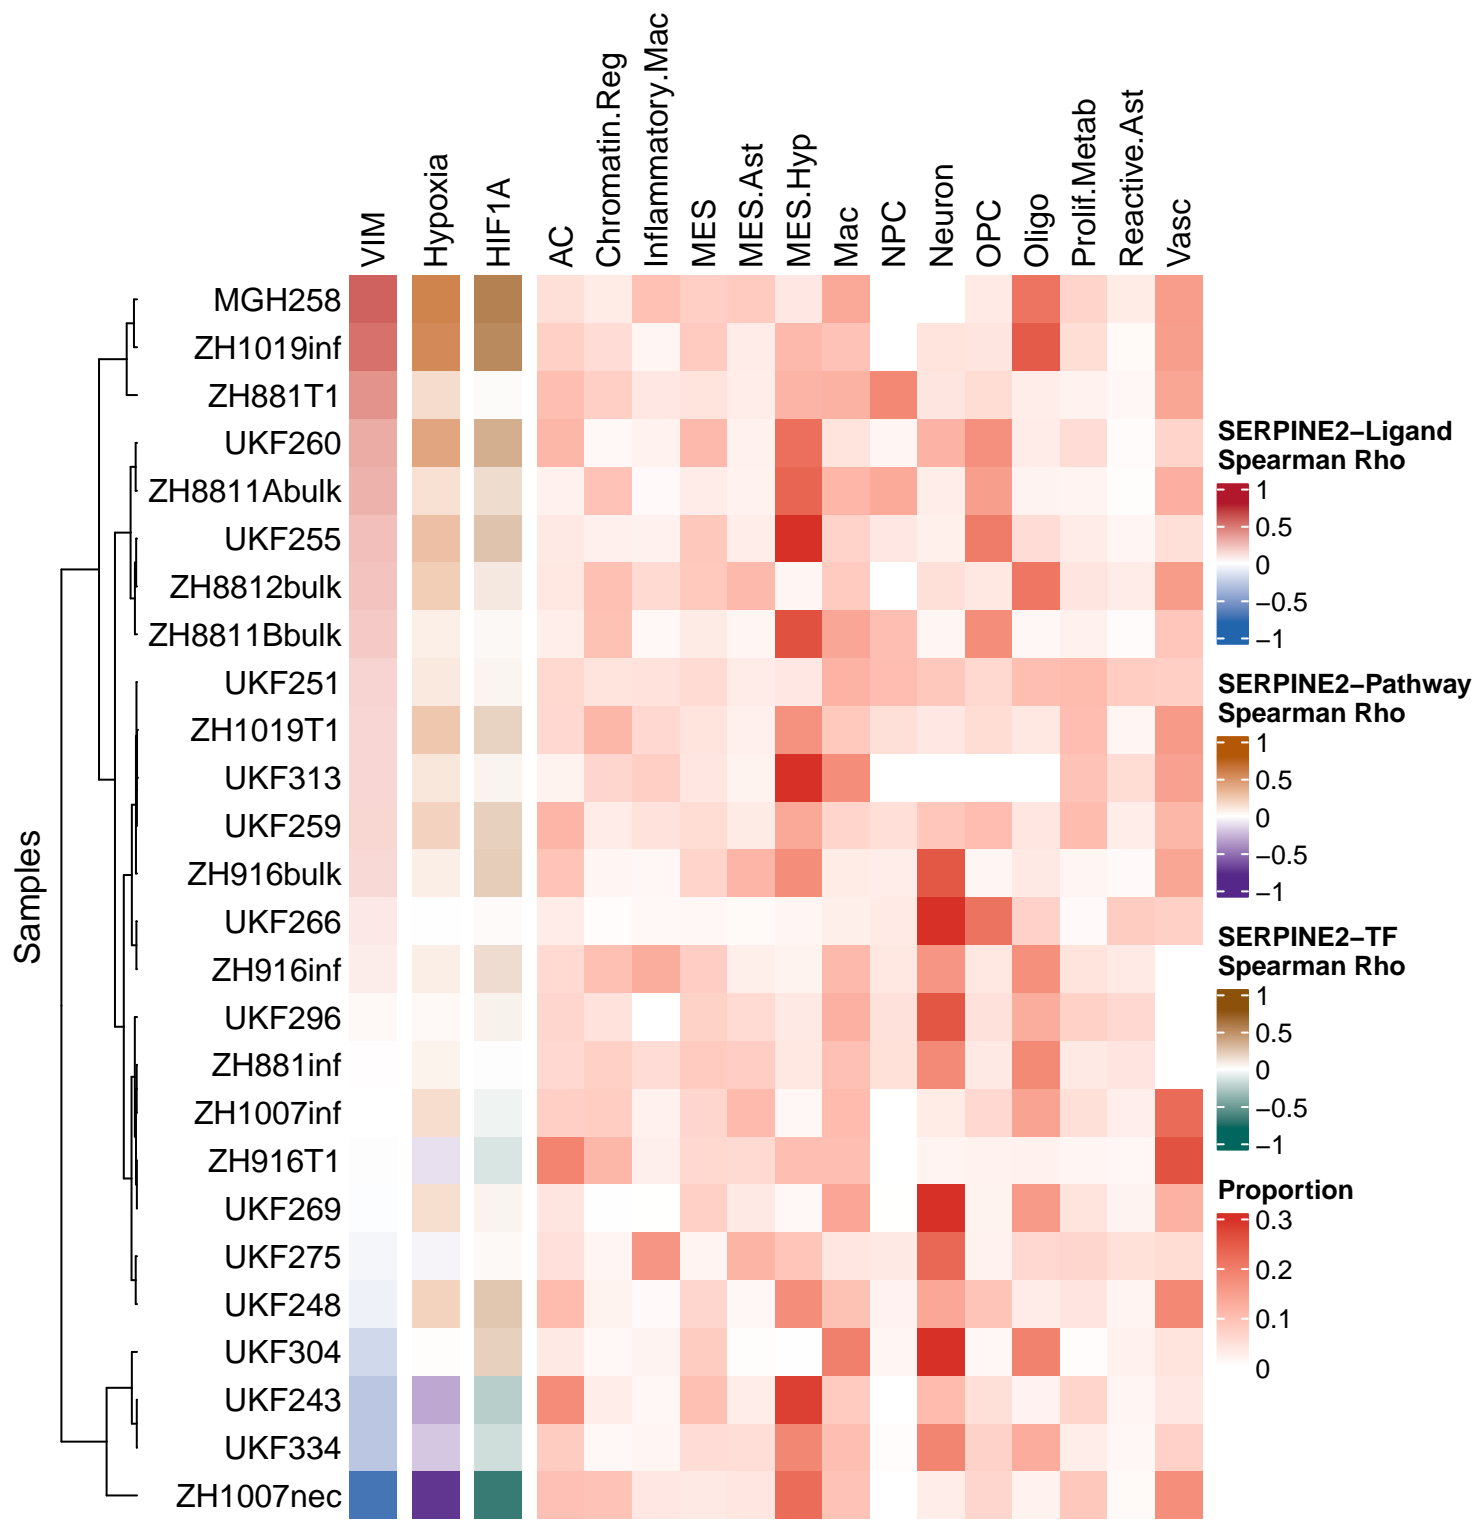 VIM
Hypoxia
HIF1A
AC
Chromatin.Reg
Inflammatory.Mac
MES
MES.Ast
MES.Hyp
Mac
NPC
Neuron
OPC
Oligo
Prolif.Metab
Reactive.Ast
Vasc
Samples
MGH258
ZH1019inf
ZH881T1
UKF260
ZH8811Abulk
UKF255
ZH8812bulk
ZH8811Bbulk
UKF251
ZH1019T1
UKF313
UKF259
ZH916bulk
UKF266
ZH916inf
UKF296
ZH881inf
ZH1007inf
ZH916T1
UKF269
UKF275
UKF248
UKF304
UKF243
UKF334
ZH1007nec
SERPINE2−Ligand
Spearman Rho
1
0.5
0
−0.5
−1
SERPINE2−Pathway
Spearman Rho
1
0.5
0
−0.5
−1
SERPINE2−TF
Spearman Rho
1
0.5
0
−0.5
−1
Proportion
0.3
0.2
0.1
0